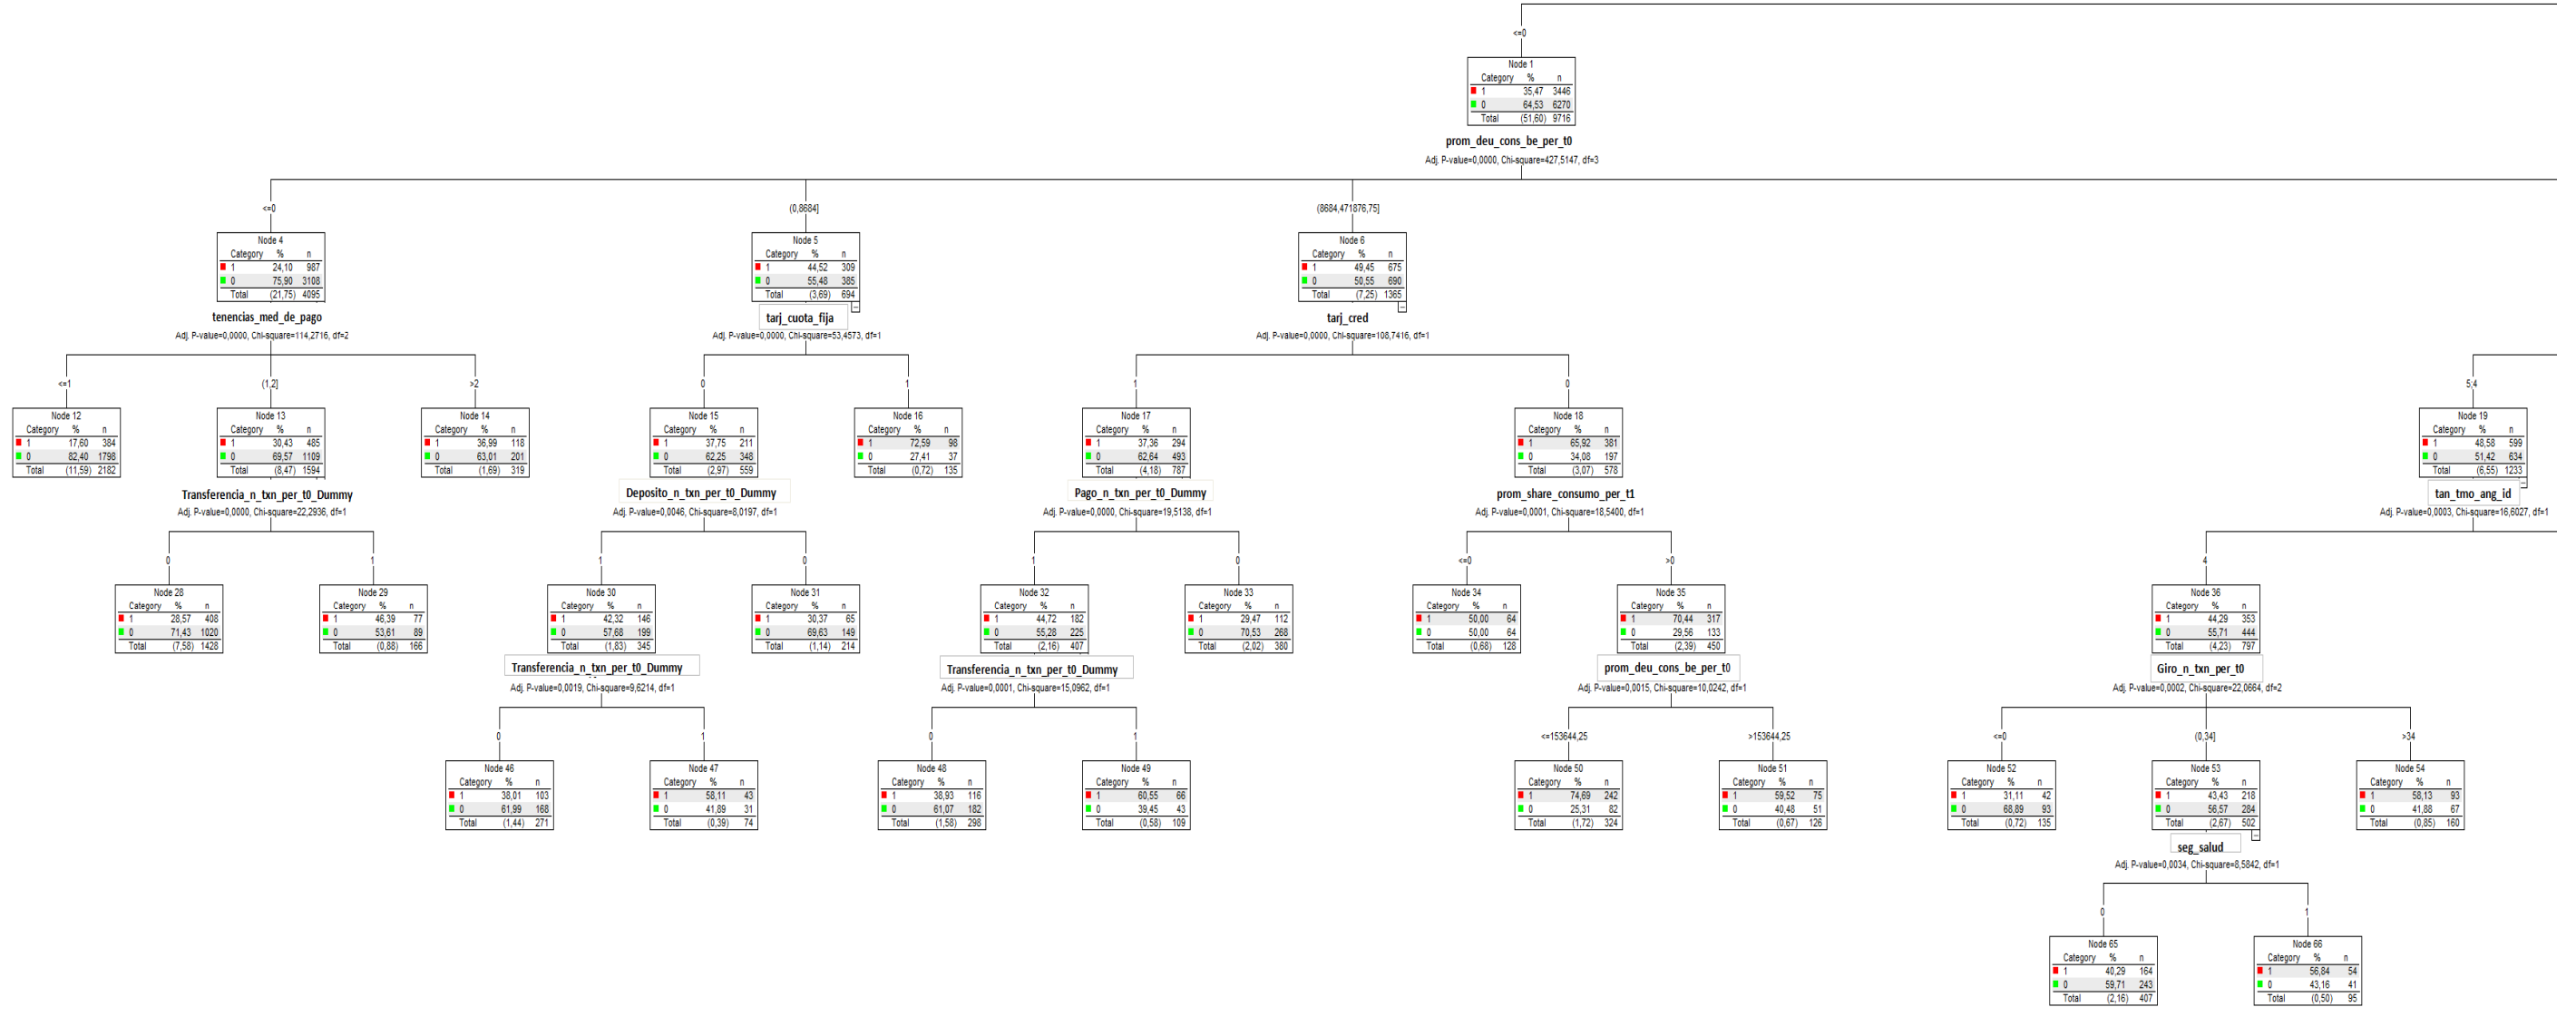 <=0
Node 1
Category % n
1 35,47 3446
0 64,53 6270
Total (51,60) 9716
prom_deu_cons_be_per_t0
Adj. P-value=0,0000, Chi-square=427,5147, df=3
<=0
Node 4
Category % n
1 24,10 987
0 75,90 3108
Total (21,75) 4095
tenencias_med_de_pago
Adj. P-value=0,0000, Chi-square=114,2716, df=2
(0,8684]
Node 5
Category % n
1 44,52 309
0 55,48 385
Total (3,69) 694
tarj_cuota_fija
Adj. P-value=0,0000, Chi-square=53,4573, df=1
(8684,471876,75]
Node 6
Category % n
1 49,45 675
0 50,55 690
Total (7,25) 1365
tarj_cred
Adj. P-value=0,0000, Chi-square=108,7416, df=1
<=1
Node 12
Category % n
1 17,60 384
0 82,40 1798
Total (11,59) 2182
(1,2]
Node 13
Category % n
1 30,43 485
0 69,57 1109
Total (8,47) 1594
Transferencia_n_txn_per_t0_Dummy
Adj. P-value=0,0000, Chi-square=22,2936, df=1
>2
Node 14
Category % n
1 36,99 118
0 63,01 201
Total (1,69) 319
0
Node 15
Category % n
1 37,75 211
0 62,25 348
Total (2,97) 559
Deposito_n_txn_per_t0_Dummy
Adj. P-value=0,0046, Chi-square=8,0197, df=1
1
Node 16
Category % n
1 72,59 98
0 27,41 37
Total (0,72) 135
1
Node 17
Category % n
1 37,36 294
0 62,64 493
Total (4,18) 787
Pago_n_txn_per_t0_Dummy
Adj. P-value=0,0000, Chi-square=19,5138, df=1
0
Node 18
Category % n
1 65,92 381
0 34,08 197
Total (3,07) 578
prom_share_consumo_per_t1
Adj. P-value=0,0001, Chi-square=18,5400, df=1
5;4
Node 19
Category % n
1 48,58 599
0 51,42 634
Total (6,55) 1233
tan_tmo_ang_id
Adj. P-value=0,0003, Chi-square=16,6027, df=1
0
Node 28
Category % n
1 28,57 408
0 71,43 1020
Total (7,58) 1428
1
Node 29
Category % n
1 46,39 77
0 53,61 89
Total (0,88) 166
1
Node 30
Category % n
1 42,32 146
0 57,68 199
Total (1,83) 345
Transferencia_n_txn_per_t0_Dummy
Adj. P-value=0,0019, Chi-square=9,6214, df=1
0
Node 31
Category % n
1 30,37 65
0 69,63 149
Total (1,14) 214
1
Node 32
Category % n
1 44,72 182
0 55,28 225
Total (2,16) 407
Transferencia_n_txn_per_t0_Dummy
Adj. P-value=0,0001, Chi-square=15,0962, df=1
0
Node 33
Category % n
1 29,47 112
0 70,53 268
Total (2,02) 380
<=0
Node 34
Category % n
1 50,00 64
0 50,00 64
Total (0,68) 128
>0
Node 35
Category % n
1 70,44 317
0 29,56 133
Total (2,39) 450
prom_deu_cons_be_per_t0
Adj. P-value=0,0015, Chi-square=10,0242, df=1
4
Node 36
Category % n
1 44,29 353
0 55,71 444
Total (4,23) 797
Giro_n_txn_per_t0
Adj. P-value=0,0002, Chi-square=22,0664, df=2
0
Node 46
Category % n
1 38,01 103
0 61,99 168
Total (1,44) 271
1
Node 47
Category % n
1 58,11 43
0 41,89 31
Total (0,39) 74
0
Node 48
Category % n
1 38,93 116
0 61,07 182
Total (1,58) 298
1
Node 49
Category % n
1 60,55 66
0 39,45 43
Total (0,58) 109
<=153644,25
Node 50
Category % n
1 74,69 242
0 25,31 82
Total (1,72) 324
>153644,25
Node 51
Category % n
1 59,52 75
0 40,48 51
Total (0,67) 126
<=0
Node 52
Category % n
1 31,11 42
0 68,89 93
Total (0,72) 135
(0,34]
Node 53
Category % n
1 43,43 218
0 56,57 284
Total (2,67) 502
seg_salud
Adj. P-value=0,0034, Chi-square=8,5842, df=1
>34
Node 54
Category % n
1 58,13 93
0 41,88 67
Total (0,85) 160
0
Node 65
Category % n
1 40,29 164
0 59,71 243
Total (2,16) 407
1
Node 66
Category % n
1 56,84 54
0 43,16 41
Total (0,50) 95